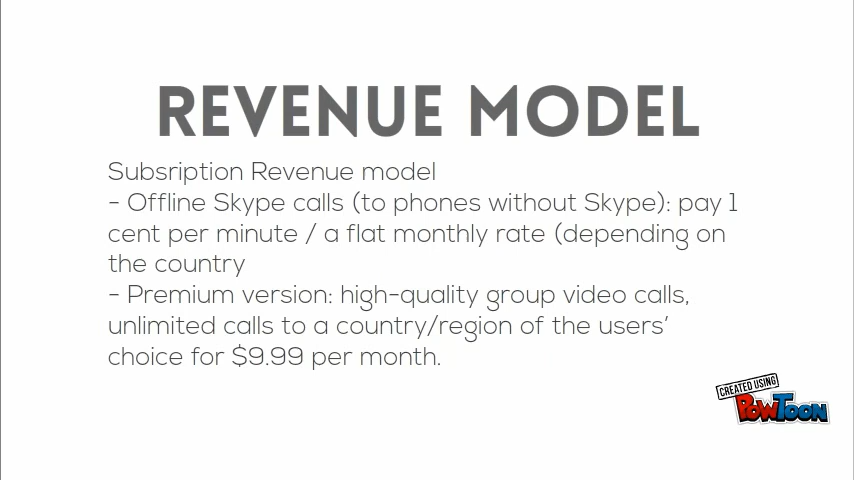 REVENUE MODEL
Subsription Revenue model
- Offline Skype calls (to phones without Skype): pay 1
cent per minute / a flat monthly rate (depending on
the country
- Premium version: high-quality group video calls,
unlimited calls to a country/region of the users'
choice for $9.99 per month.
CREATED USING
POWTOON